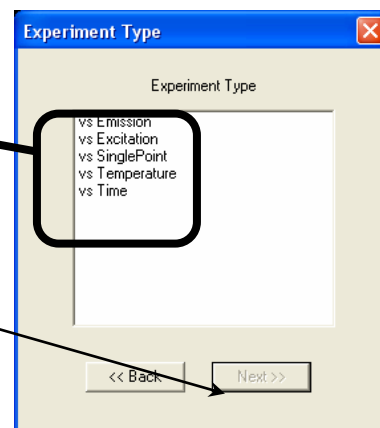 Experiment Type
Experiment Type
vs Emission
vs Excitation
vs SinglePoint
vs Temperature
vs Time
<< Back
Next >>